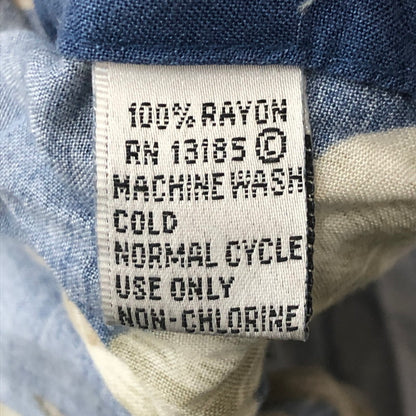 100% RAYON
RN 13185 ©
MACHINE WASH
COLD
NORMAL CYCLE
USE ONLY
NON-CHLORINE